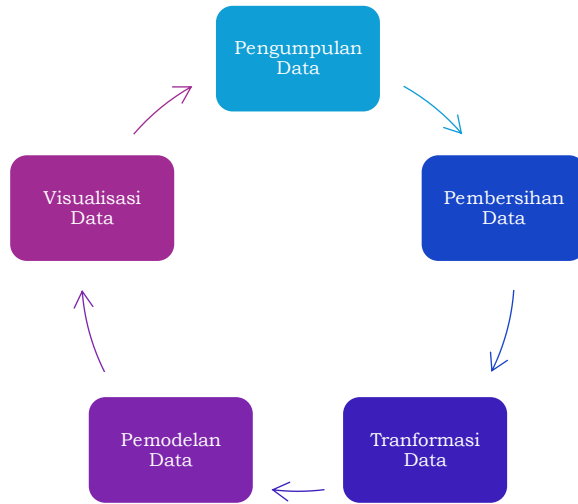 Pengumpulan
Data
Pembersihan
Data
Tranformasi
Data
Pemodelan
Data
Visualisasi
Data